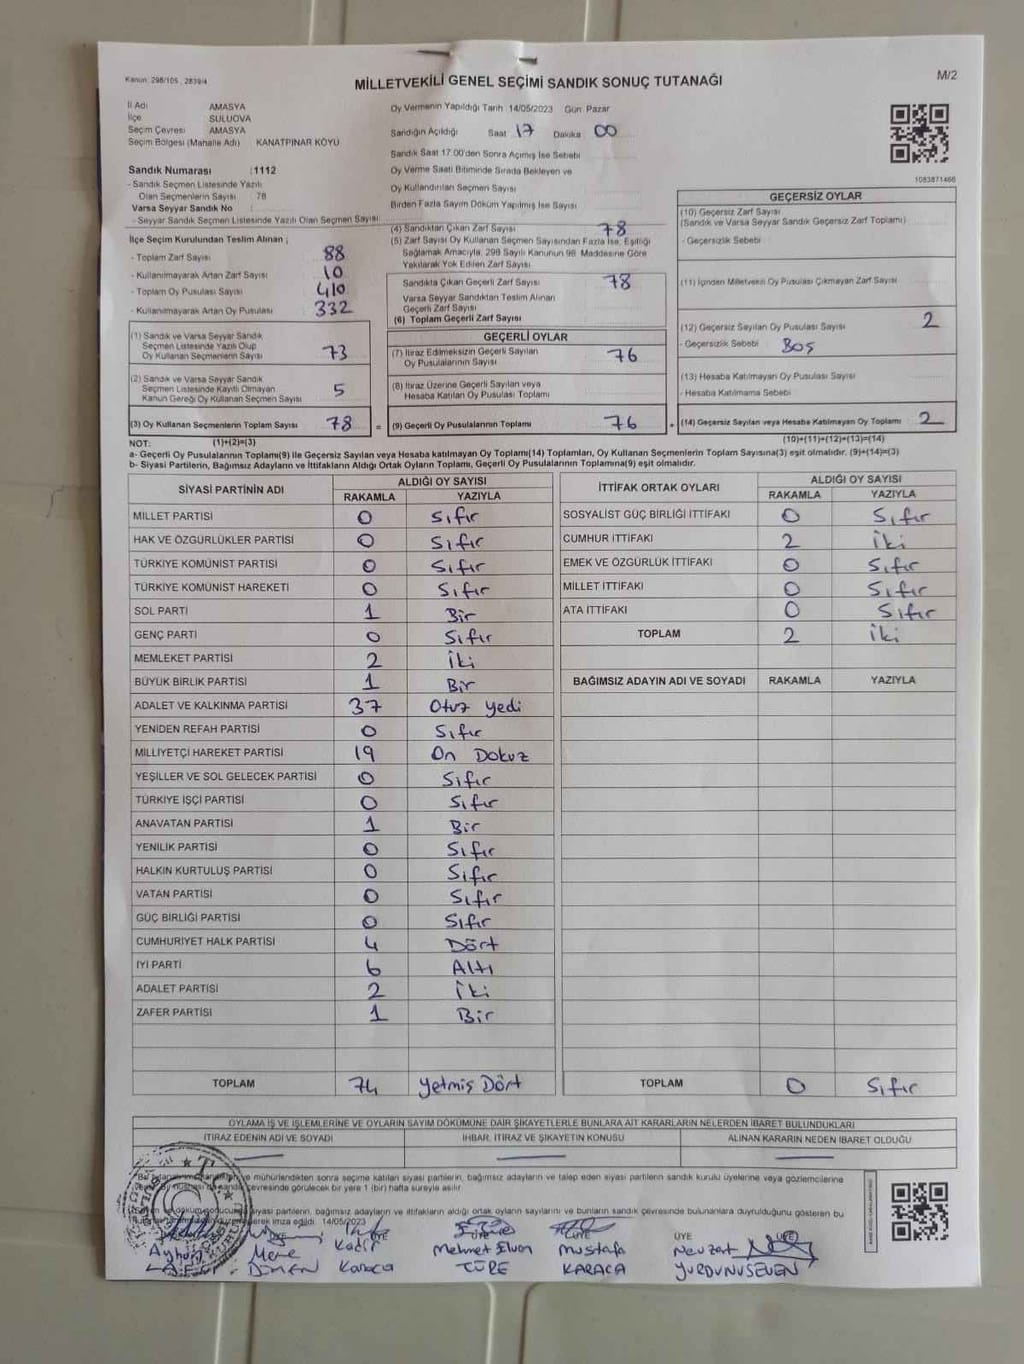 Kanun: 298/105 , 2839/4
MİLLETVEKİLİ GENEL SEÇİMİ SANDIK SONUÇ TUTANAĞI
M/2
İl Adı : AMASYA
İlçe : SULUOVA
Seçim Çevresi : AMASYA
Seçim Bölgesi (Mahalle Adı) : KANATPINAR KÖYÜ
Sandık Numarası :1112
- Sandık Seçmen Listesinde Yazılı
Olan Seçmenlerin Sayısı : 78
Varsa Seyyar Sandık No :
- Seyyar Sandık Seçmen Listesinde Yazılı Olan Seçmen Sayısı
İlçe Seçim Kurulundan Teslim Alınan ;
- Toplam Zarf Sayısı : 88
- Kullanılmayarak Artan Zarf Sayısı : 10
- Toplam Oy Pusulası Sayısı : 410
- Kullanılmayarak Artan Oy Pusulası : 332
Oy Vermenin Yapıldığı Tarih : 14/05/2023 Gün : Pazar
Sandığın Açıldığı Saat : 17 Dakika : 00
Sandık Saat 17:00'den Sonra Açılmış İse Sebebi :
Oy Verme Saati Bitiminde Sırada Bekleyen ve
Oy Kullandırılan Seçmen Sayısı
Birden Fazla Sayım Döküm Yapılmış İse Sayısı
(4) Sandıktan Çıkan Zarf Sayısı : 78
(5) Zarf Sayısı Oy Kullanan Seçmen Sayısından Fazla İse, Eşitliği
Sağlamak Amacıyla, 298 Sayılı Kanunun 98. Maddesine Göre
Yakılarak Yok Edilen Zarf Sayısı
Sandıkta Çıkan Geçerli Zarf Sayısı : 78
Varsa Seyyar Sandıktan Teslim Alınan
Geçerli Zarf Sayısı
(6) Toplam Geçerli Zarf Sayısı
1083871466
GEÇERSİZ OYLAR
(10) Geçersiz Zarf Sayısı
(Sandık ve Varsa Seyyar Sandık Geçersiz Zarf Toplamı)
- Geçersizlik Sebebi :
(11) İçinden Milletvekili Oy Pusulası Çıkmayan Zarf Sayısı
(12) Geçersiz Sayılan Oy Pusulası Sayısı : 2
- Geçersizlik Sebebi : Boş
(13) Hesaba Katılmayan Oy Pusulası Sayısı
- Hesaba Katılmama Sebebi :
(14) Geçersiz Sayılan veya Hesaba Katılmayan Oy Toplamı : 2
(10)+(11)+(12)+(13)=(14)
(1) Sandık ve Varsa Seyyar Sandık
Seçmen Listesinde Yazılı Olup
Oy Kullanan Seçmenlerin Sayısı : 73
(2) Sandık ve Varsa Seyyar Sandık
Seçmen Listesinde Kayıtlı Olmayan
Kanun Gereği Oy Kullanan Seçmen Sayısı : 5
(3) Oy Kullanan Seçmenlerin Toplam Sayısı : 78 =
GEÇERLİ OYLAR
(7) İtiraz Edilmeksizin Geçerli Sayılan
Oy Pusulalarının Sayısı : 76
(8) İtiraz Üzerine Geçerli Sayılan veya
Hesaba Katılan Oy Pusulası Toplamı
(9) Geçerli Oy Pusulalarının Toplamı : 76 +
NOT: (1)+(2)=(3)
a- Geçerli Oy Pusulalarının Toplamı(9) ile Geçersiz Sayılan veya Hesaba katılmayan Oy Toplamı(14) Toplamları, Oy Kullanan Seçmenlerin Toplam Sayısına(3) eşit olmalıdır. (9)+(14)=(3)
b- Siyasi Partilerin, Bağımsız Adayların ve İttifakların Aldığı Ortak Oyların Toplamı, Geçerli Oy Pusulalarının Toplamına(9) eşit olmalıdır.
SİYASİ PARTİNİN ADI ALDIĞI OY SAYISI
RAKAMLA YAZIYLA
MİLLET PARTİSİ 0 Sıfır
HAK VE ÖZGÜRLÜKLER PARTİSİ 0 Sıfır
TÜRKİYE KOMÜNİST PARTİSİ 0 Sıfır
TÜRKİYE KOMÜNİST HAREKETİ 0 Sıfır
SOL PARTİ 1 Bir
GENÇ PARTİ 0 Sıfır
MEMLEKET PARTİSİ 2 İki
BÜYÜK BİRLİK PARTİSİ 1 Bir
ADALET VE KALKINMA PARTİSİ 37 Otuz yedi
YENİDEN REFAH PARTİSİ 0 Sıfır
MİLLİYETÇİ HAREKET PARTİSİ 19 On Dokuz
YEŞİLLER VE SOL GELECEK PARTİSİ 0 Sıfır
TÜRKİYE İŞÇİ PARTİSİ 0 Sıfır
ANAVATAN PARTİSİ 1 Bir
YENİLİK PARTİSİ 0 Sıfır
HALKIN KURTULUŞ PARTİSİ 0 Sıfır
VATAN PARTİSİ 0 Sıfır
GÜÇ BİRLİĞİ PARTİSİ 0 Sıfır
CUMHURİYET HALK PARTİSİ 4 Dört
İYİ PARTİ 6 Altı
ADALET PARTİSİ 2 İki
ZAFER PARTİSİ 1 Bir
TOPLAM 74 Yetmiş Dört
İTTİFAK ORTAK OYLARI ALDIĞI OY SAYISI
RAKAMLA YAZIYLA
SOSYALİST GÜÇ BİRLİĞİ İTTİFAKI 0 Sıfır
CUMHUR İTTİFAKI 2 İki
EMEK VE ÖZGÜRLÜK İTTİFAKI 0 Sıfır
MİLLET İTTİFAKI 0 Sıfır
ATA İTTİFAKI 0 Sıfır
TOPLAM 2 İki
BAĞIMSIZ ADAYIN ADI VE SOYADI RAKAMLA YAZIYLA
TOPLAM 0 Sıfır
OYLAMA İŞ VE İŞLEMLERİNE VE OYLARIN SAYIM DÖKÜMÜNE DAİR ŞİKAYETLERLE BUNLARA AİT KARARLARIN NELERDEN İBARET BULUNDUKLARI
İTİRAZ EDENİN ADI VE SOYADI İHBAR, İTİRAZ VE ŞİKAYETİN KONUSU ALINAN KARARIN NEDEN İBARET OLDUĞU
ve mühürlendikten sonra seçime katılan siyasi partilerin, bağımsız adayların ve talep eden siyasi partilerin sandık kurulu üyelerine veya gözlemcilerine
çevresinde görülecek bir yere 1 (bir) hafta süreyle asılır.
siyasi partilerin, bağımsız adayların ve ittifakların aldığı ortak oyların sayılarını ve bunların sandık çevresinde bulunanlara duyrulduğunu gösteren bu
imza edildi. 14/05/2023
ÜYE ÜYE
Kadir Karaca
Mehmet TÜRE
Mustafa KARACA
Nevzat YURDUNUSEVEN